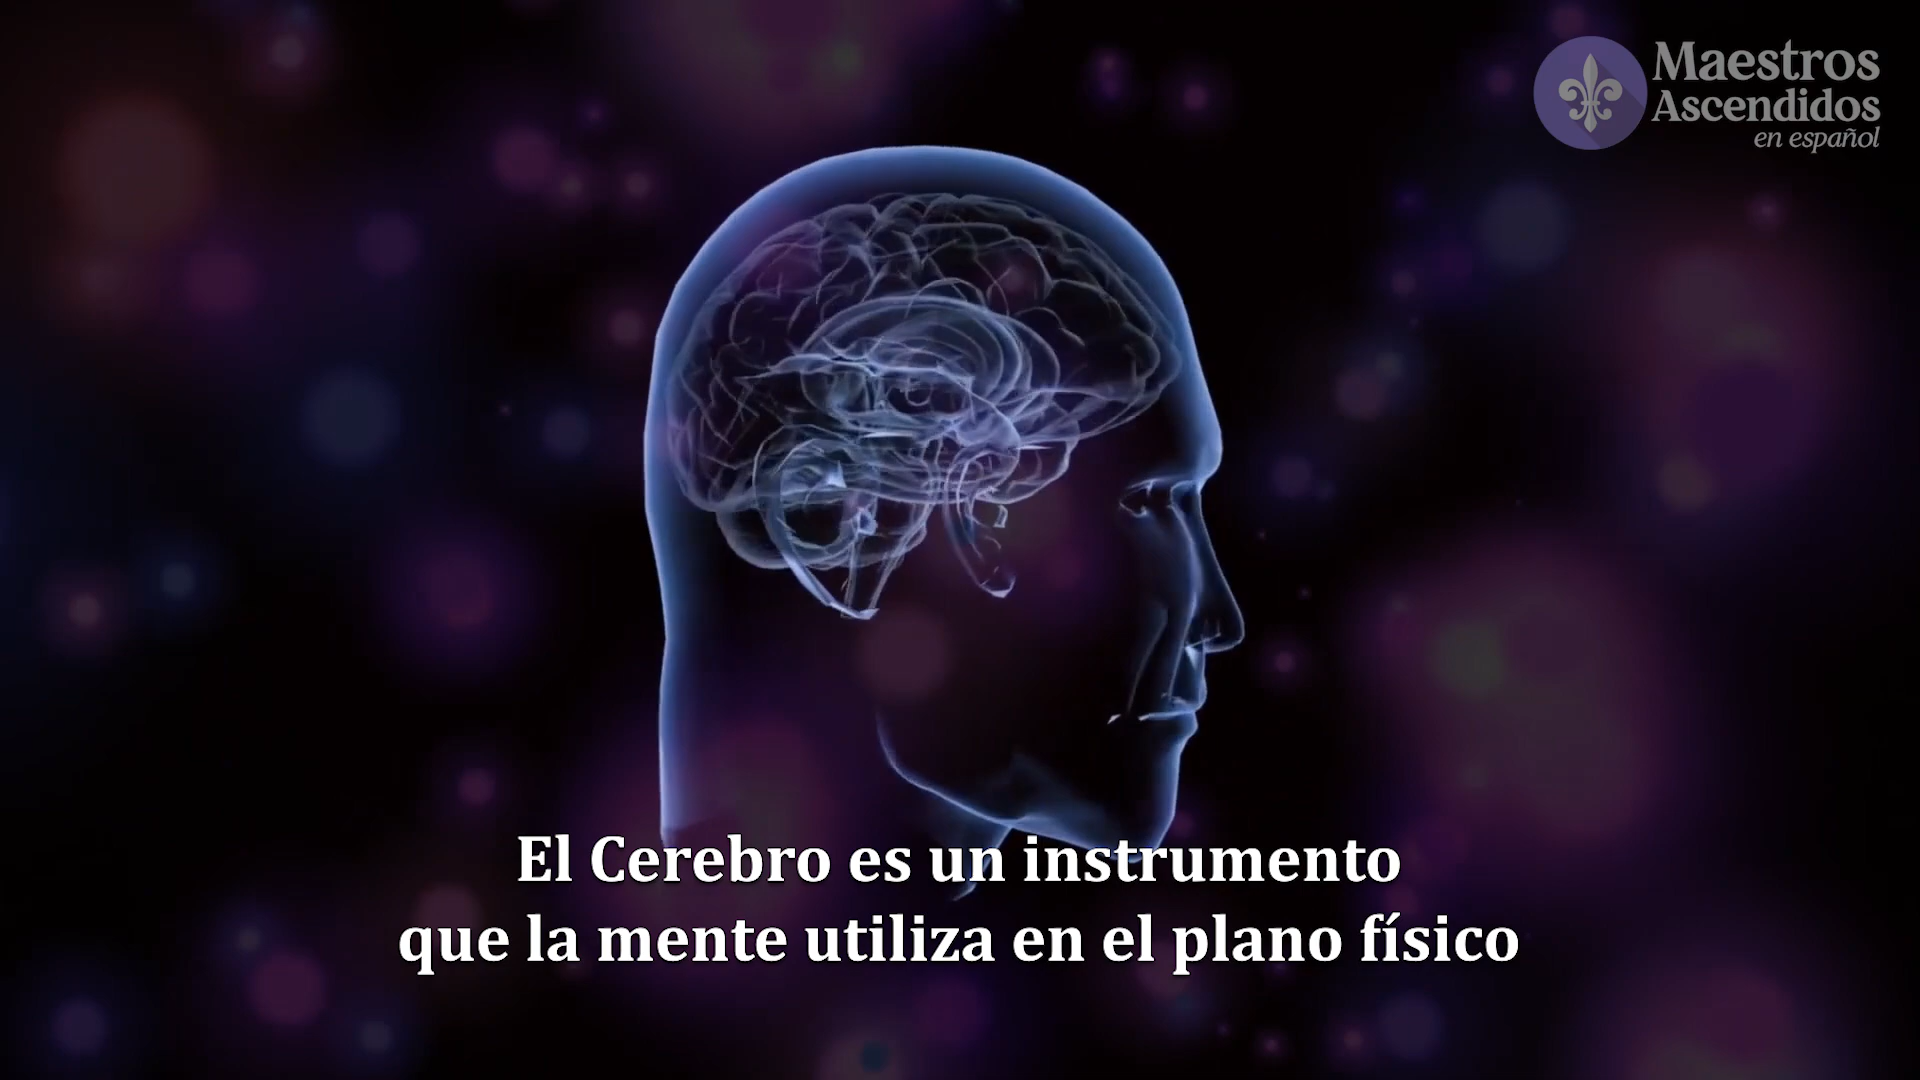 Maestros
Ascendidos
en español
El Cerebro es un instrumento
que la mente utiliza en el plano físico